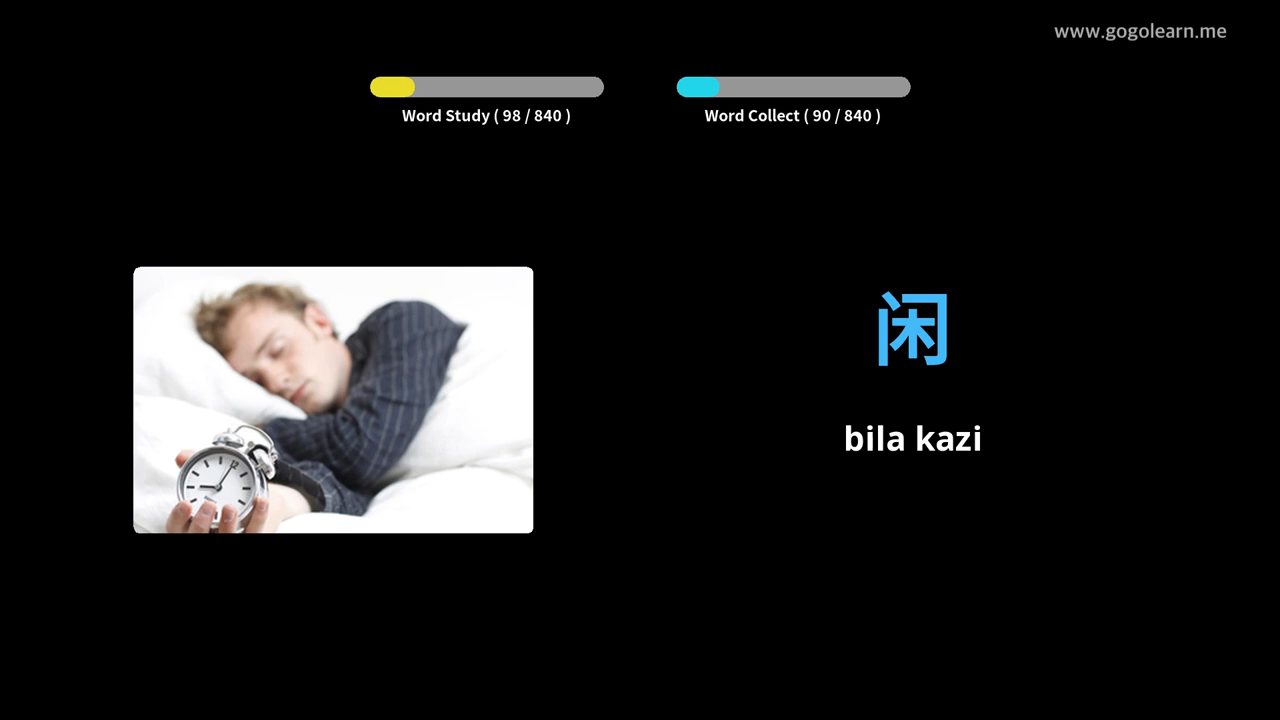 www.gogolearn.me
Word Study ( 98 / 840 )
Word Collect ( 90 / 840 )
闲
bila kazi